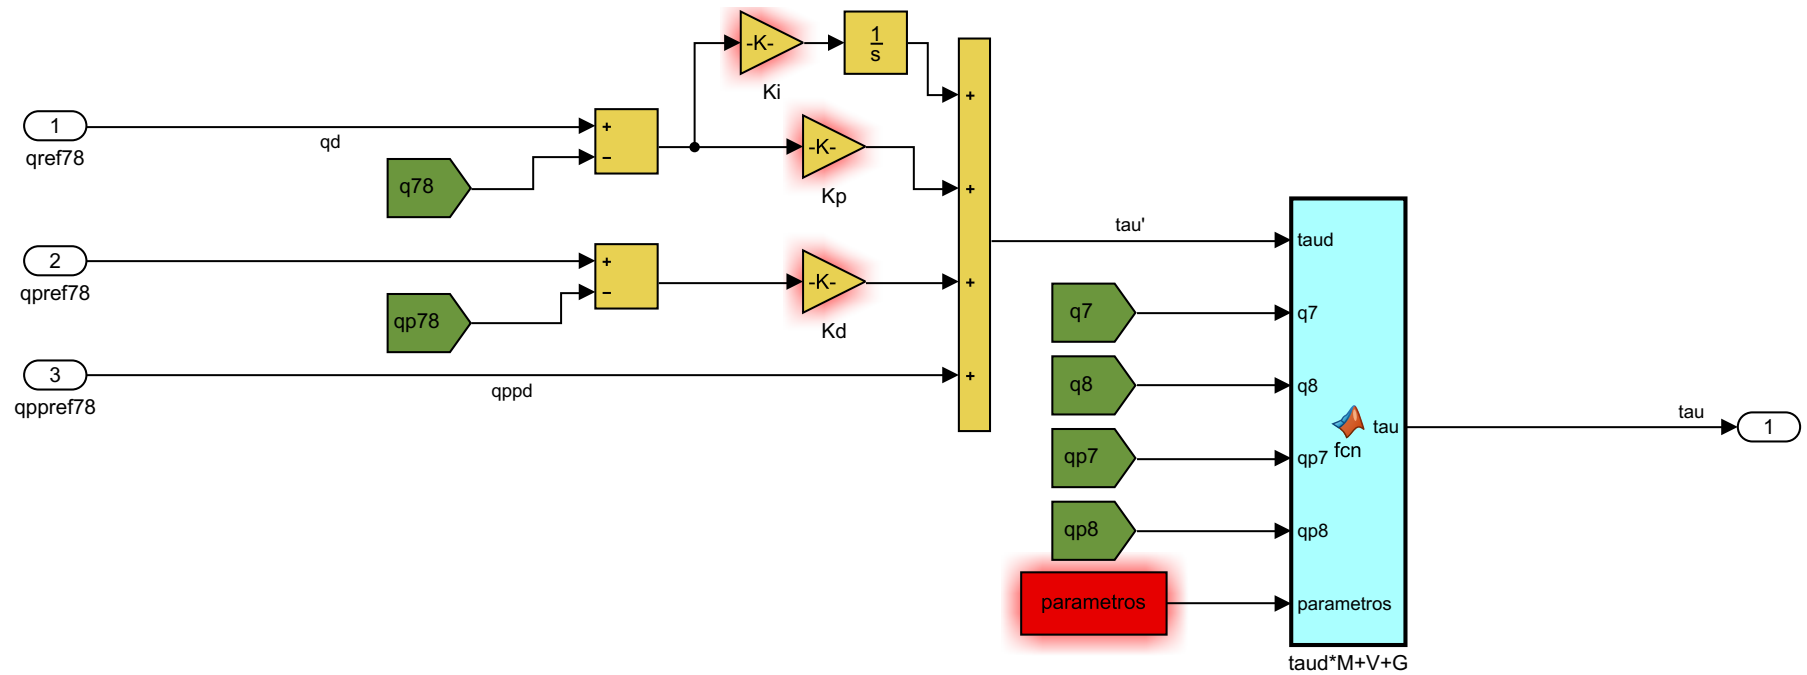 -K-
1
s
Ki
+
1
qref78
qd
+
−
-K-
Kp
+
q78
2
qpref78
+
−
-K-
Kd
+
qp78
3
qppref78
qppd
+
tau'
taud
q7
q7
q8
q8
qp7
qp7
qp8
qp8
parametros
parametros
fcn
tau
tau
1
taud*M+V+G